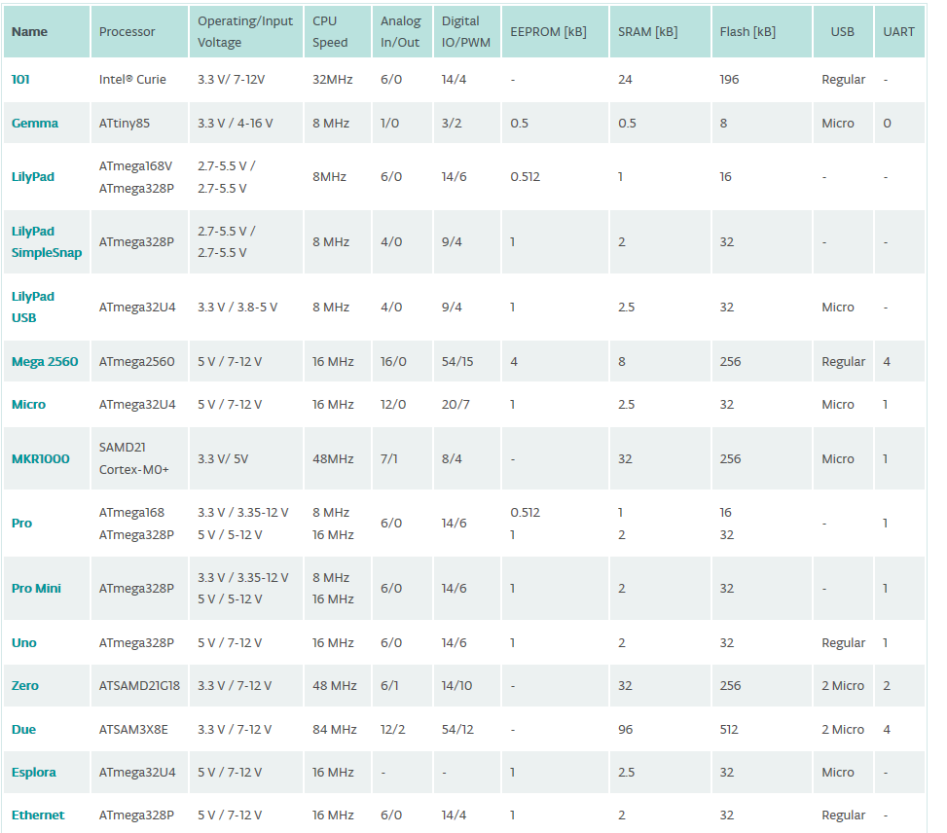 Name Processor Operating/Input Voltage CPU Speed Analog In/Out Digital IO/PWM EEPROM [kB] SRAM [kB] Flash [kB] USB UART
101 Intel® Curie 3.3 V/ 7-12V 32MHz 6/0 14/4 - 24 196 Regular -
Gemma ATtiny85 3.3 V / 4-16 V 8 MHz 1/0 3/2 0.5 0.5 8 Micro 0
LilyPad ATmega168V ATmega328P 2.7-5.5 V / 2.7-5.5 V 8MHz 6/0 14/6 0.512 1 16 - -
LilyPad SimpleSnap ATmega328P 2.7-5.5 V / 2.7-5.5 V 8 MHz 4/0 9/4 1 2 32 - -
LilyPad USB ATmega32U4 3.3 V / 3.8-5 V 8 MHz 4/0 9/4 1 2.5 32 Micro -
Mega 2560 ATmega2560 5 V / 7-12 V 16 MHz 16/0 54/15 4 8 256 Regular 4
Micro ATmega32U4 5 V / 7-12 V 16 MHz 12/0 20/7 1 2.5 32 Micro 1
MKR1000 SAMD21 Cortex-M0+ 3.3 V/ 5V 48MHz 7/1 8/4 - 32 256 Micro 1
Pro ATmega168 ATmega328P 3.3 V / 3.35-12 V 5 V / 5-12 V 8 MHz 16 MHz 6/0 14/6 0.512 1 1 2 16 32 - 1
Pro Mini ATmega328P 3.3 V / 3.35-12 V 5 V / 5-12 V 8 MHz 16 MHz 6/0 14/6 1 2 32 - 1
Uno ATmega328P 5 V / 7-12 V 16 MHz 6/0 14/6 1 2 32 Regular 1
Zero ATSAMD21G18 3.3 V / 7-12 V 48 MHz 6/1 14/10 - 32 256 2 Micro 2
Due ATSAM3X8E 3.3 V / 7-12 V 84 MHz 12/2 54/12 - 96 512 2 Micro 4
Esplora ATmega32U4 5 V / 7-12 V 16 MHz - - 1 2.5 32 Micro -
Ethernet ATmega328P 5 V / 7-12 V 16 MHz 6/0 14/4 1 2 32 Regular -